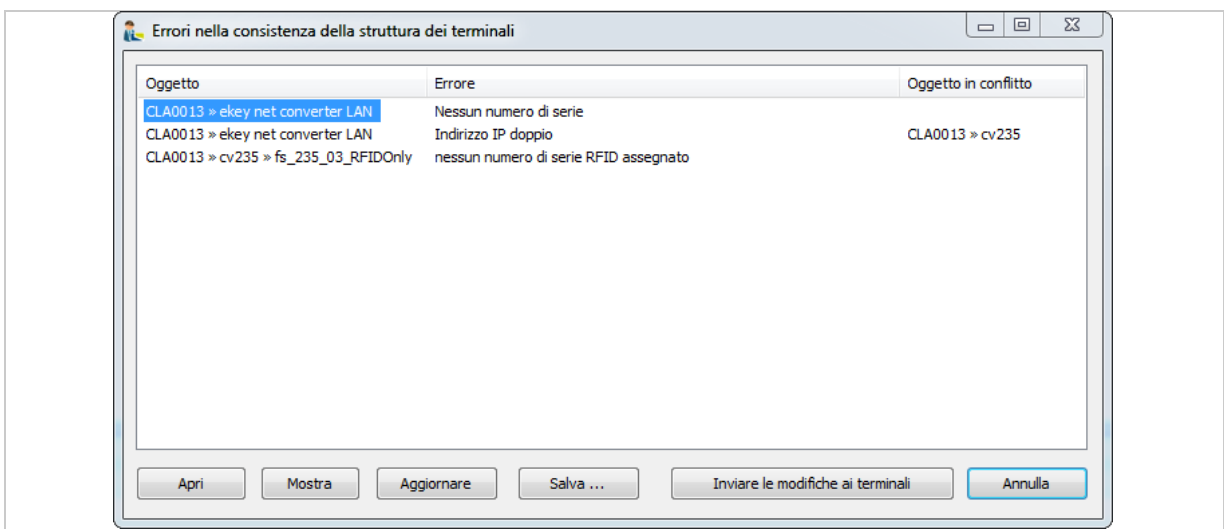 Errori nella consistenza della struttura dei terminali
Oggetto Errore Oggetto in conflitto
CLA0013 » ekey net converter LAN Nessun numero di serie
CLA0013 » ekey net converter LAN Indirizzo IP doppio CLA0013 » cv235
CLA0013 » cv235 » fs_235_03_RFIDOnly nessun numero di serie RFID assegnato
Apri Mostra Aggiornare Salva ... Inviare le modifiche ai terminali Annulla